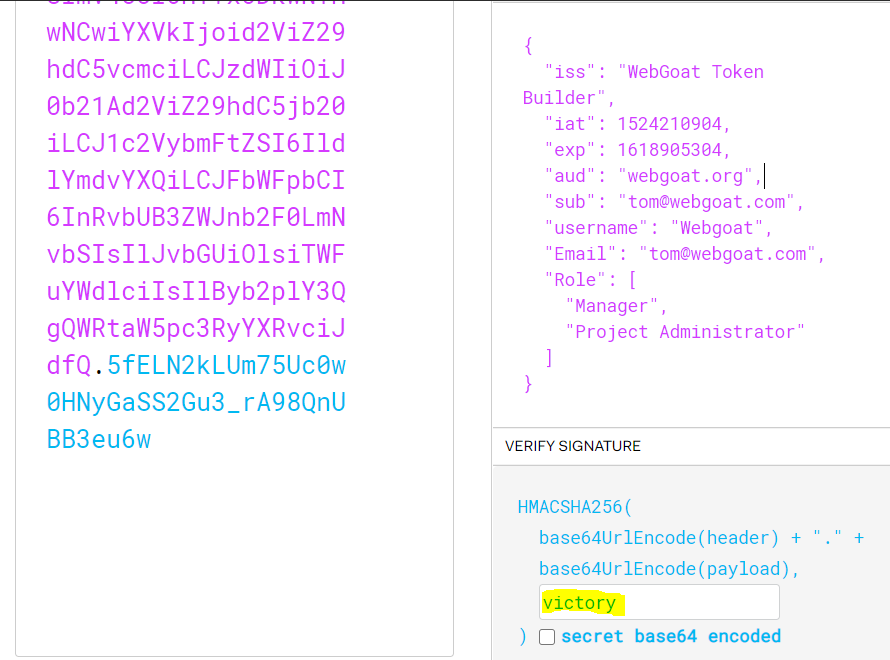 wNCwiYXVkIjoid2ViZ29
hdC5vcmciLCJzdWIiOiJ
0b21Ad2ViZ29hdC5jb20
iLCJ1c2VybmFtZSI6Ild
lYmdvYXQiLCJFbWFpbCI
6InRvbUB3ZWJnb2F0LmN
vbSIsIlJvbGUiOlsiTWF
uYWdlciIsIlByb2plY3Q
gQWRtaW5pc3RyYXRvciJ
dfQ.5fELN2kLUm75Uc0w
0HNyGaSS2Gu3_rA98QnU
BB3eu6w
{
"iss": "WebGoat Token
Builder",
"iat": 1524210904,
"exp": 1618905304,
"aud": "webgoat.org",
"sub": "tom@webgoat.com",
"username": "Webgoat",
"Email": "tom@webgoat.com",
"Role": [
"Manager",
"Project Administrator"
]
}
VERIFY SIGNATURE
HMACSHA256(
base64UrlEncode(header) + "." +
base64UrlEncode(payload),
victory
) secret base64 encoded